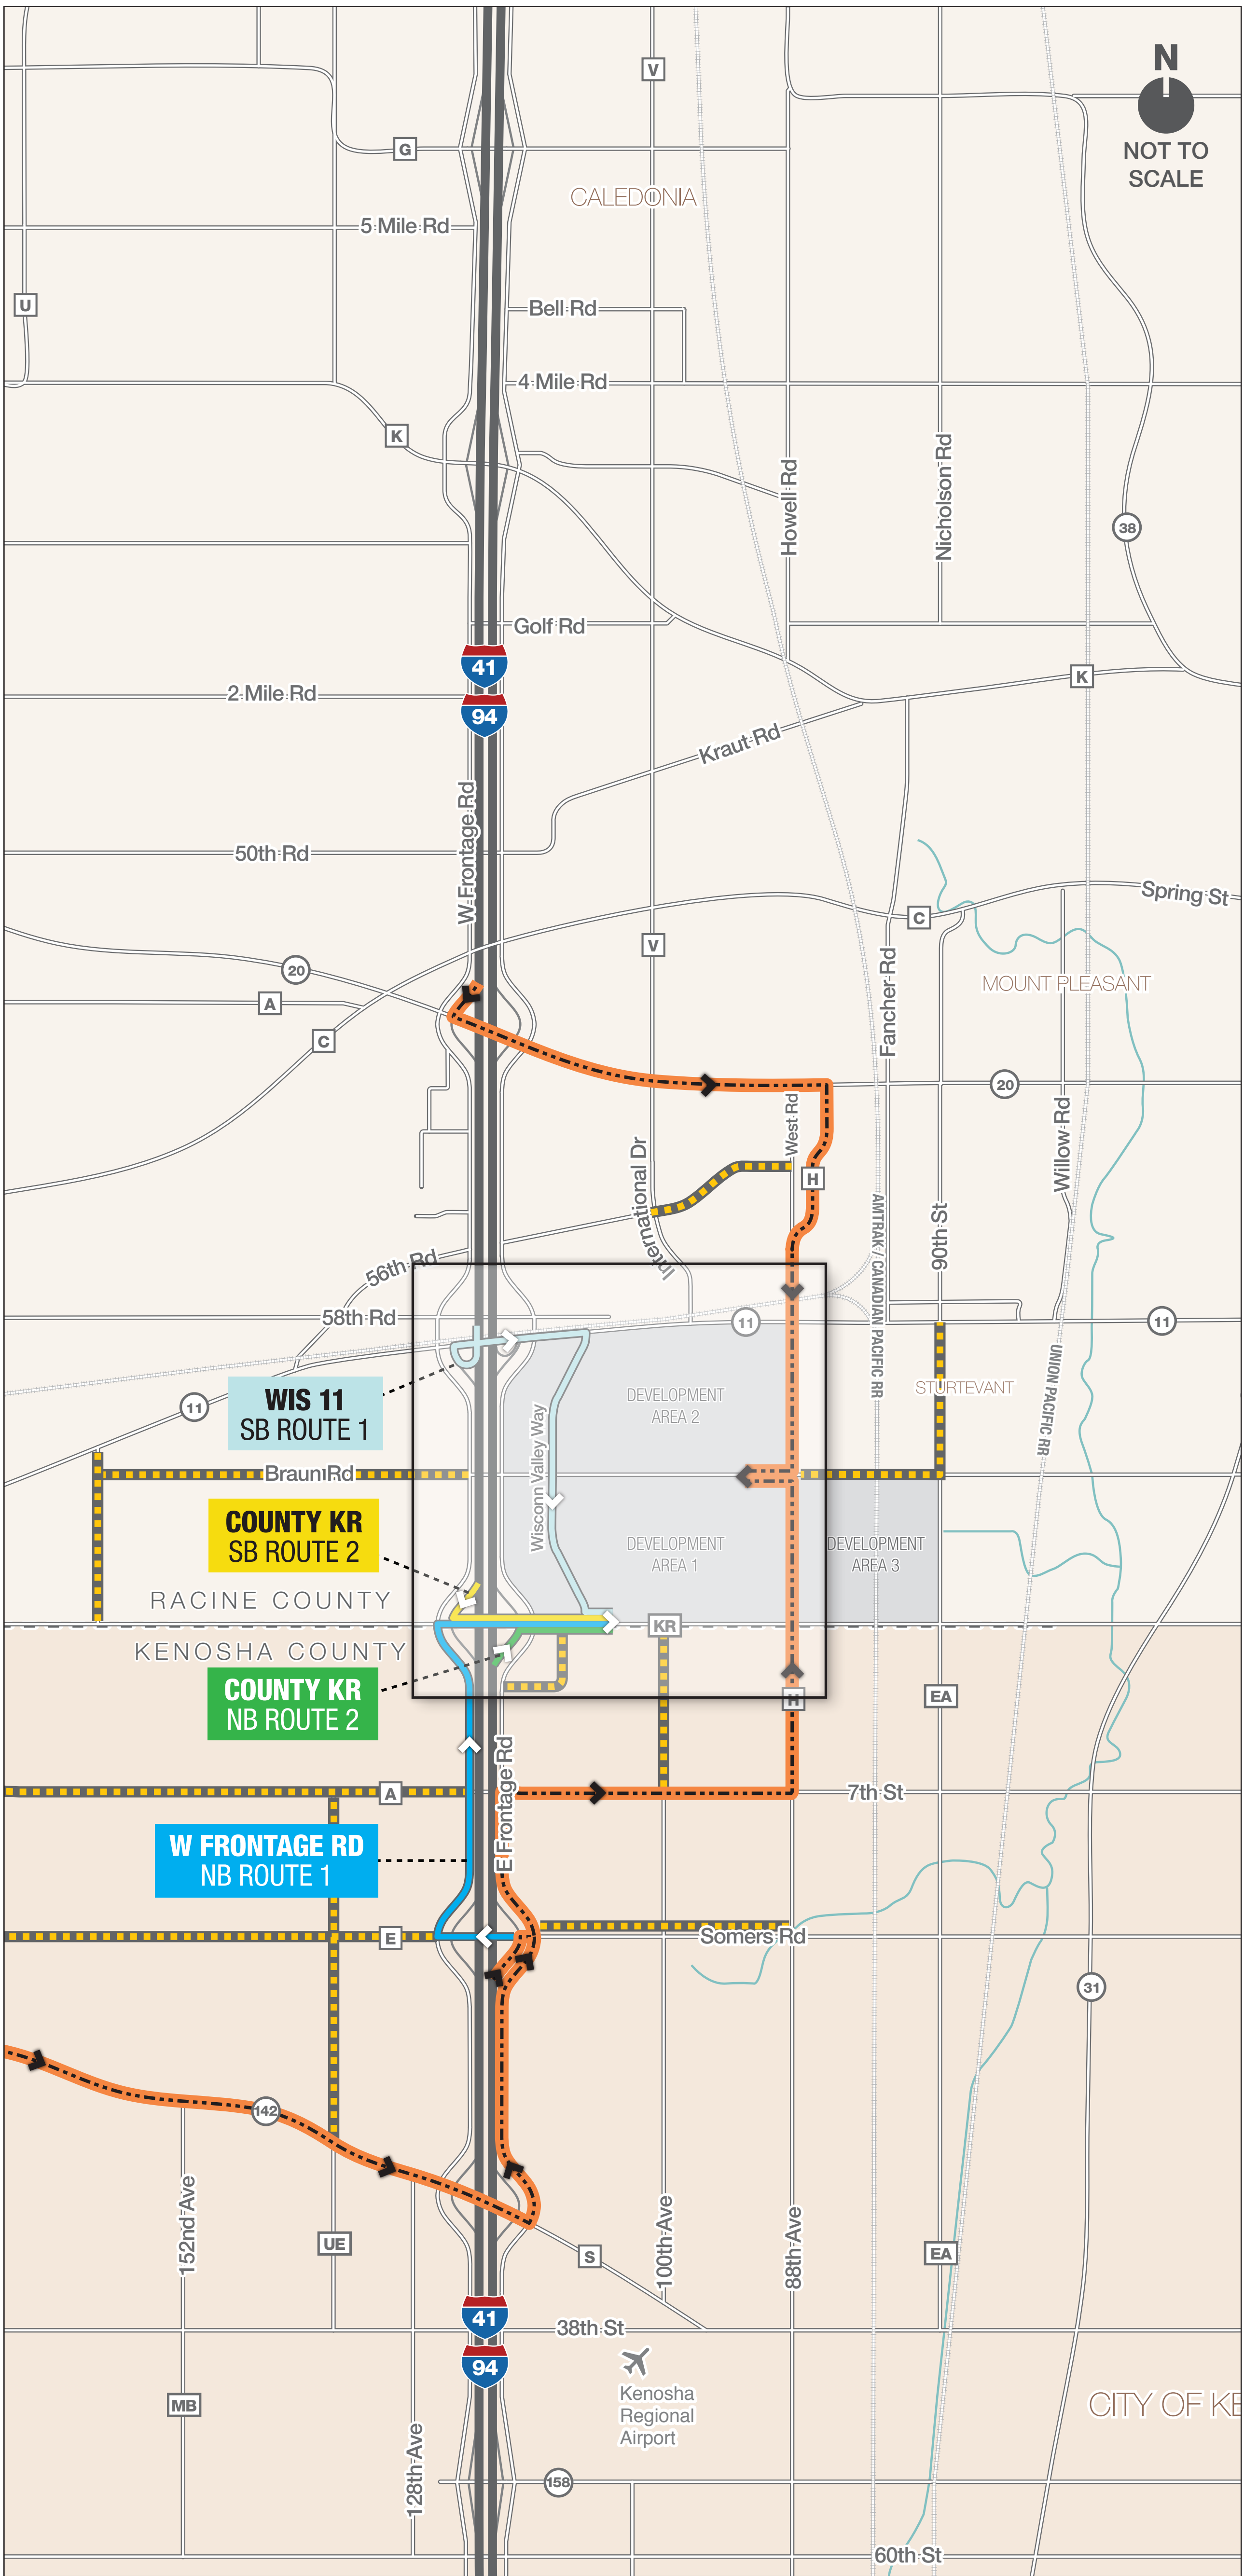 N
NOT TO
SCALE
V
G
CALEDONIA
5 Mile Rd
U
Bell Rd
4 Mile Rd
K
Howell Rd
Nicholson Rd
38
Golf Rd
41
94
2 Mile Rd
K
Kraut Rd
W Frontage Rd
50th Rd
Spring St
C
V
20
A
C
Fancher Rd
MOUNT PLEASANT
20
West Rd
Willow Rd
International Dr
H
AMTRAK / CANADIAN PACIFIC RR
90th St
56th Rd
58th Rd
11
11
UNION PACIFIC RR
WIS 11
SB ROUTE 1
11
DEVELOPMENT
AREA 2
STURTEVANT
Wisconn Valley Way
Braun Rd
COUNTY KR
SB ROUTE 2
DEVELOPMENT
AREA 1
DEVELOPMENT
AREA 3
RACINE COUNTY
KR
KENOSHA COUNTY
COUNTY KR
NB ROUTE 2
H
EA
E Frontage Rd
A
7th St
W FRONTAGE RD
NB ROUTE 1
E
Somers Rd
31
142
152nd Ave
UE
S
100th Ave
88th Ave
EA
41
94
38th St
Kenosha
Regional
Airport
MB
CITY OF KE
128th Ave
158
60th St